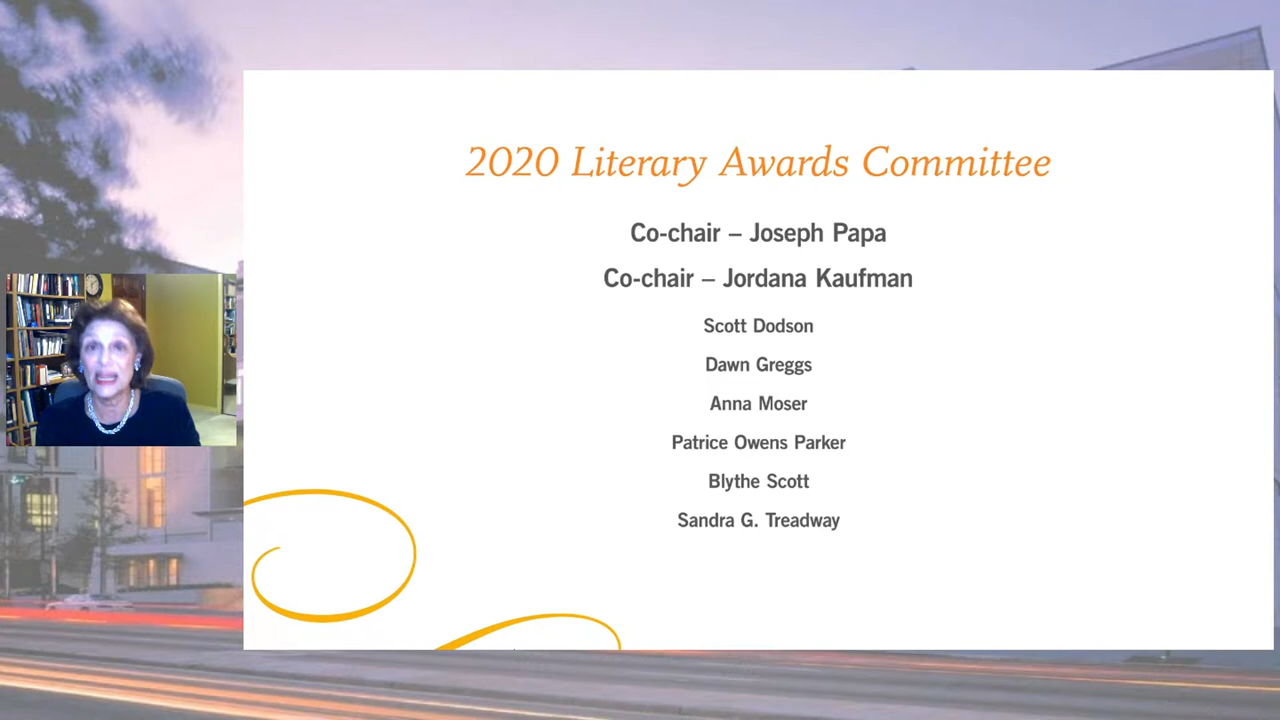 2020 Literary Awards Committee
Co-chair – Joseph Papa
Co-chair – Jordana Kaufman
Scott Dodson
Dawn Greggs
Anna Moser
Patrice Owens Parker
Blythe Scott
Sandra G. Treadway